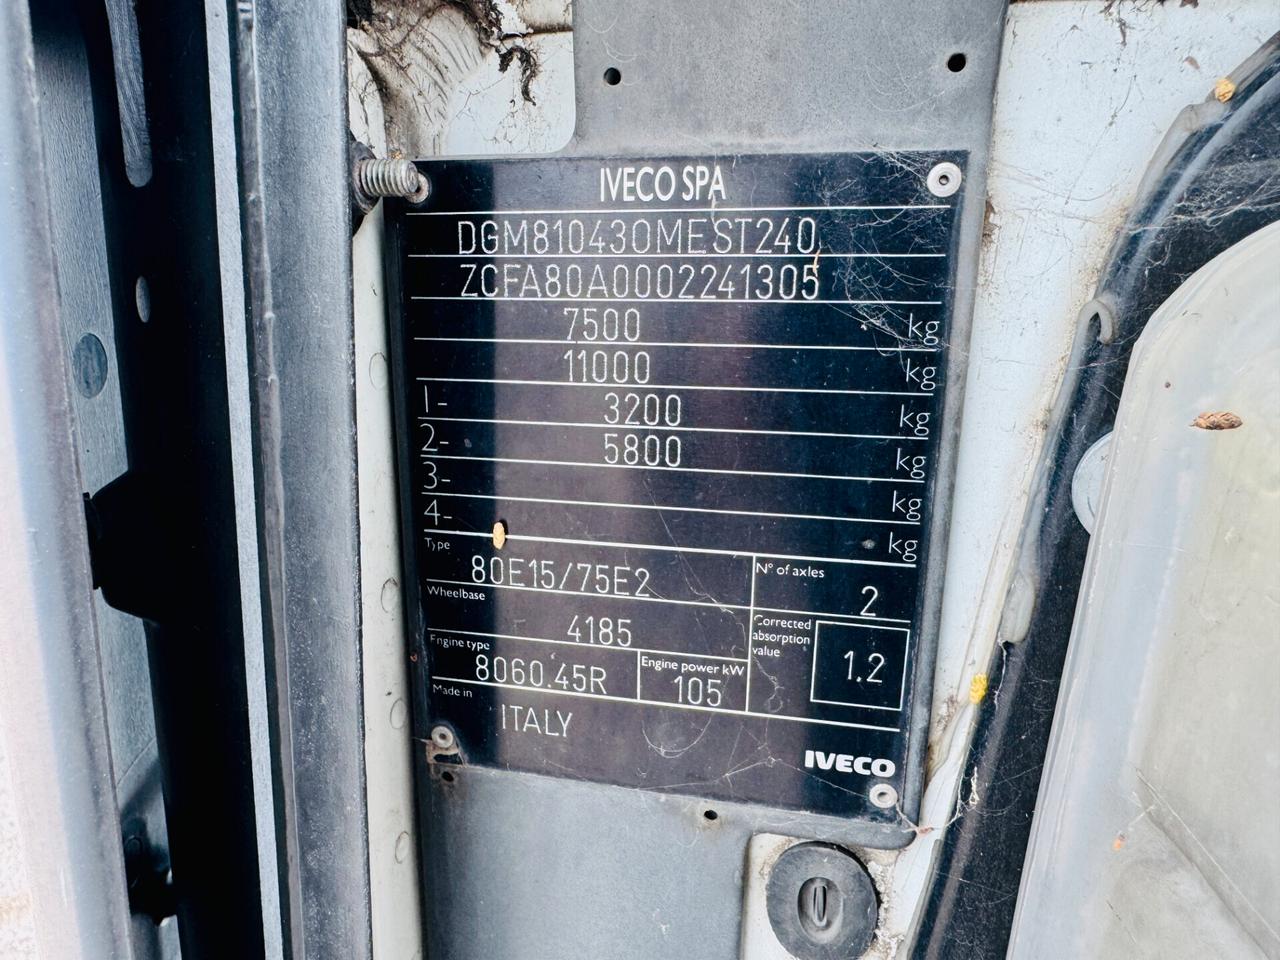 IVECO SPA
DGM810430MEST240
ZCFA80A0002241305
7500 kg
11000 kg
1- 3200 kg
2- 5800 kg
3- kg
4- kg
Type 80E15/75E2
N° of axles 2
Wheelbase 4185
Corrected absorption value 1.2
Engine type 8060.45R
Engine power kW 105
Made in ITALY
IVECO